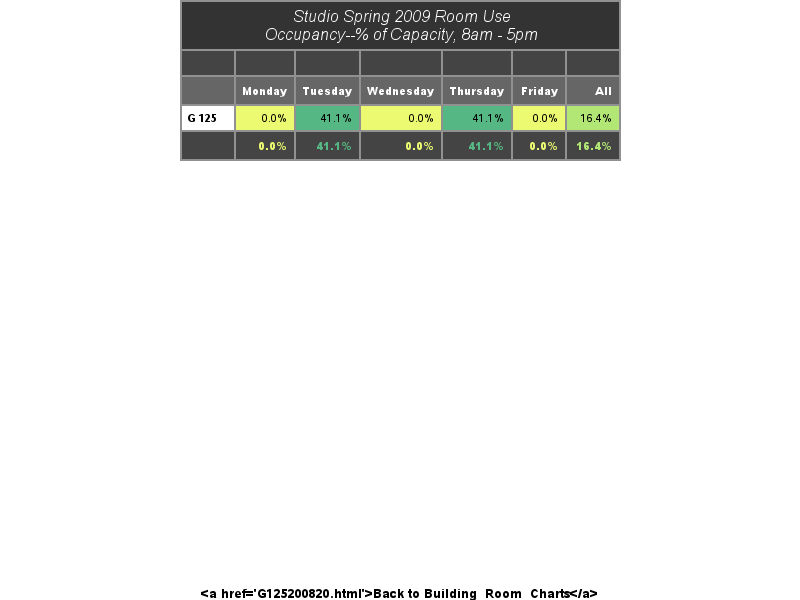 Studio Spring 2009 Room Use
Occupancy--% of Capacity, 8am - 5pm
Monday Tuesday Wednesday Thursday Friday All
G 125 0.0% 41.1% 0.0% 41.1% 0.0% 16.4%
0.0% 41.1% 0.0% 41.1% 0.0% 16.4%
<a href='G125200820.html'>Back to Building  Room  Charts</a>